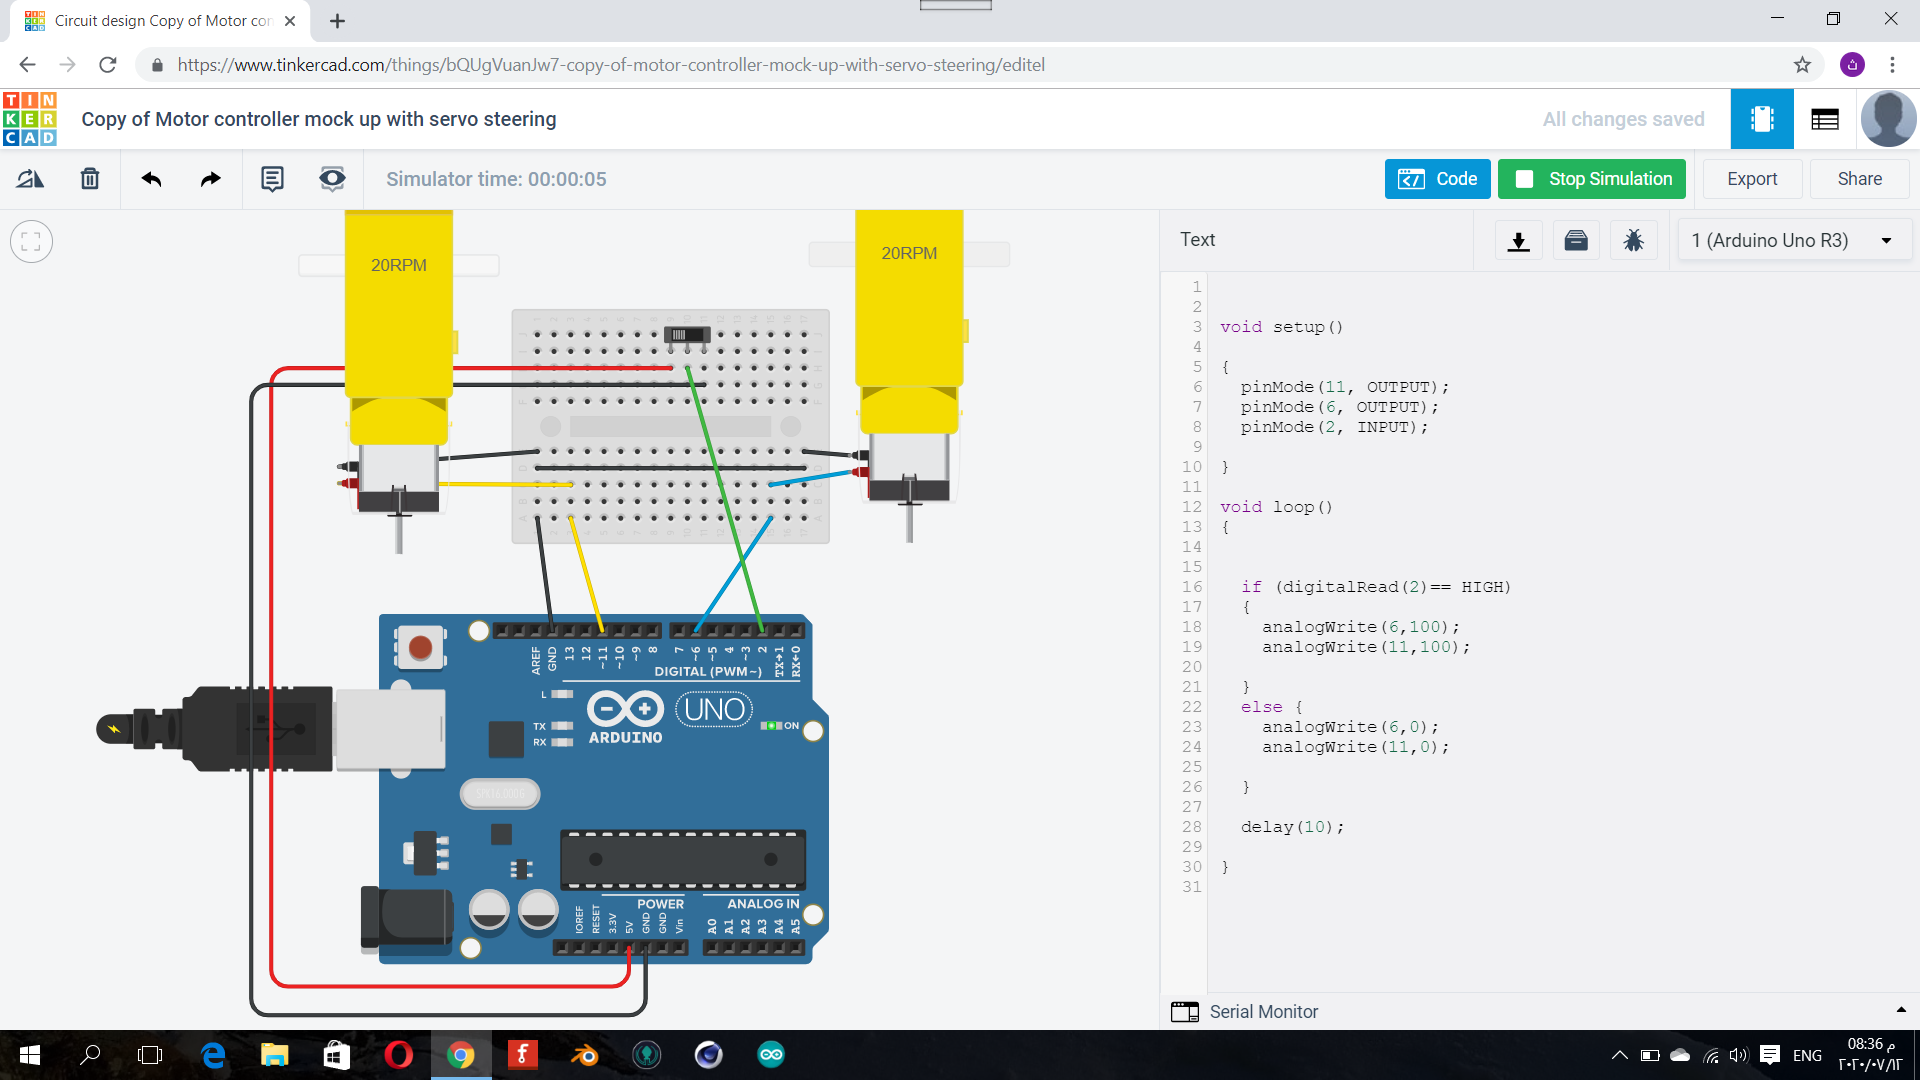 Circuit design Copy of Motor con
https://www.tinkercad.com/things/bQUgVuanJw7-copy-of-motor-controller-mock-up-with-servo-steering/editel
ن
TIN
KER
CAD
Copy of Motor controller mock up with servo steering
All changes saved
Simulator time: 00:00:05
Code
Stop Simulation
Export
Share
20RPM
20RPM
AREF
GND
13
12
~11
~10
~9
8
7
~6
~5
4
~3
2
TX→1
RX←0
DIGITAL (PWM~)
L
TX
RX
ARDUINO
UNO
ON
POWER
ANALOG IN
IOREF
RESET
3.3V
5V
GND
GND
Vin
A0
A1
A2
A3
A4
A5
Text
1 (Arduino Uno R3)
1
2
3 void setup()
4
5 {
6 pinMode(11, OUTPUT);
7 pinMode(6, OUTPUT);
8 pinMode(2, INPUT);
9
10 }
11
12 void loop()
13 {
14
15
16 if (digitalRead(2)== HIGH)
17 {
18 analogWrite(6,100);
19 analogWrite(11,100);
20
21 }
22 else {
23 analogWrite(6,0);
24 analogWrite(11,0);
25
26 }
27
28 delay(10);
29
30 }
31
Serial Monitor
ENG
08:36 م
٢٠٢٠/٠٧/١٢